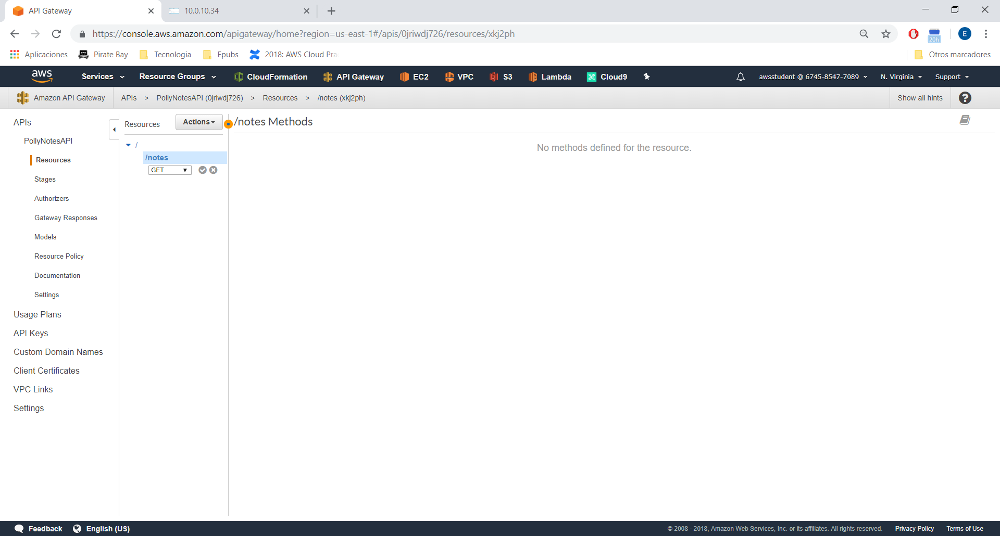 API Gateway
10.0.10.34
https://console.aws.amazon.com/apigateway/home?region=us-east-1#/apis/0jriwdj726/resources/xkj2ph
20h
E
Aplicaciones
Pirate Bay
Tecnologia
Epubs
2018: AWS Cloud Pra
Otros marcadores
aws
Services
Resource Groups
CloudFormation
API Gateway
EC2
VPC
S3
Lambda
Cloud9
awsstudent @ 6745-8547-7089
N. Virginia
Support
Amazon API Gateway
APIs > PollyNotesAPI (0jriwdj726) > Resources > /notes (xkj2ph)
Show all hints
?
APIs
PollyNotesAPI
Resources
Stages
Authorizers
Gateway Responses
Models
Resource Policy
Documentation
Settings
Usage Plans
API Keys
Custom Domain Names
Client Certificates
VPC Links
Settings
Resources
Actions
/
/notes
GET
/notes Methods
No methods defined for the resource.
Feedback
English (US)
© 2008 - 2018, Amazon Web Services, Inc. or its affiliates. All rights reserved.
Privacy Policy
Terms of Use